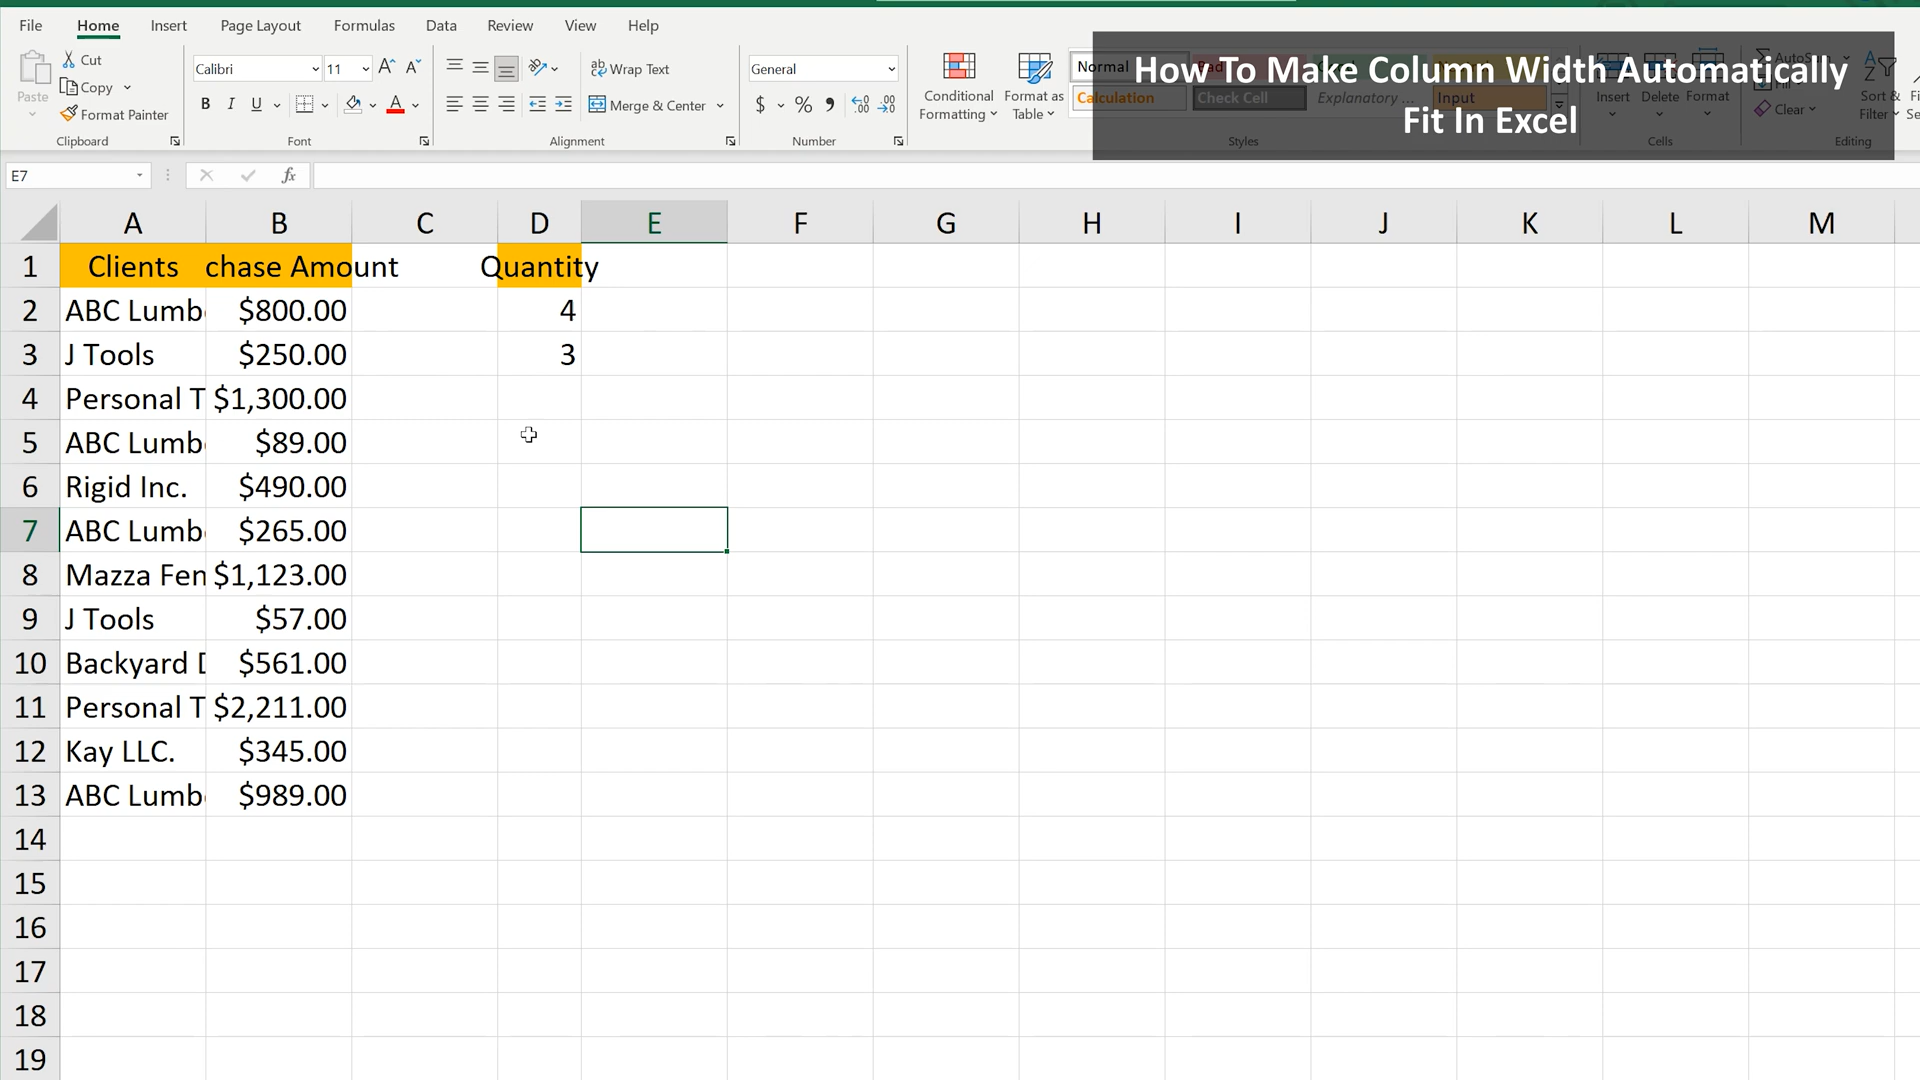 File Home Insert Page Layout Formulas Data Review View Help
How To Make Column Width Automatically
Fit In Excel
Paste
Cut
Copy
Format Painter
Clipboard
Calibri 11
B I U
Font
Wrap Text
Merge & Center
Alignment
General
$ % 9
Number
Conditional
Formatting
Format as
Table
Normal
Calculation Check Cell Explanatory ... Input
Styles
Insert Delete Format
Cells
Clear
Sort &
Filter
Editing
E7 fx
A B C D E F G H I J K L M
1 Clients chase Amount Quantity
2 ABC Lumb $800.00 4
3 J Tools $250.00 3
4 Personal T $1,300.00
5 ABC Lumb $89.00
6 Rigid Inc. $490.00
7 ABC Lumb $265.00
8 Mazza Fen $1,123.00
9 J Tools $57.00
10 Backyard $561.00
11 Personal T $2,211.00
12 Kay LLC. $345.00
13 ABC Lumb $989.00
14
15
16
17
18
19